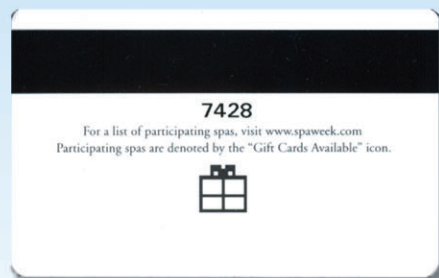 7428
For a list of participating spas, visit www.spaweek.com
Participating spas are denoted by the “Gift Cards Available” icon.